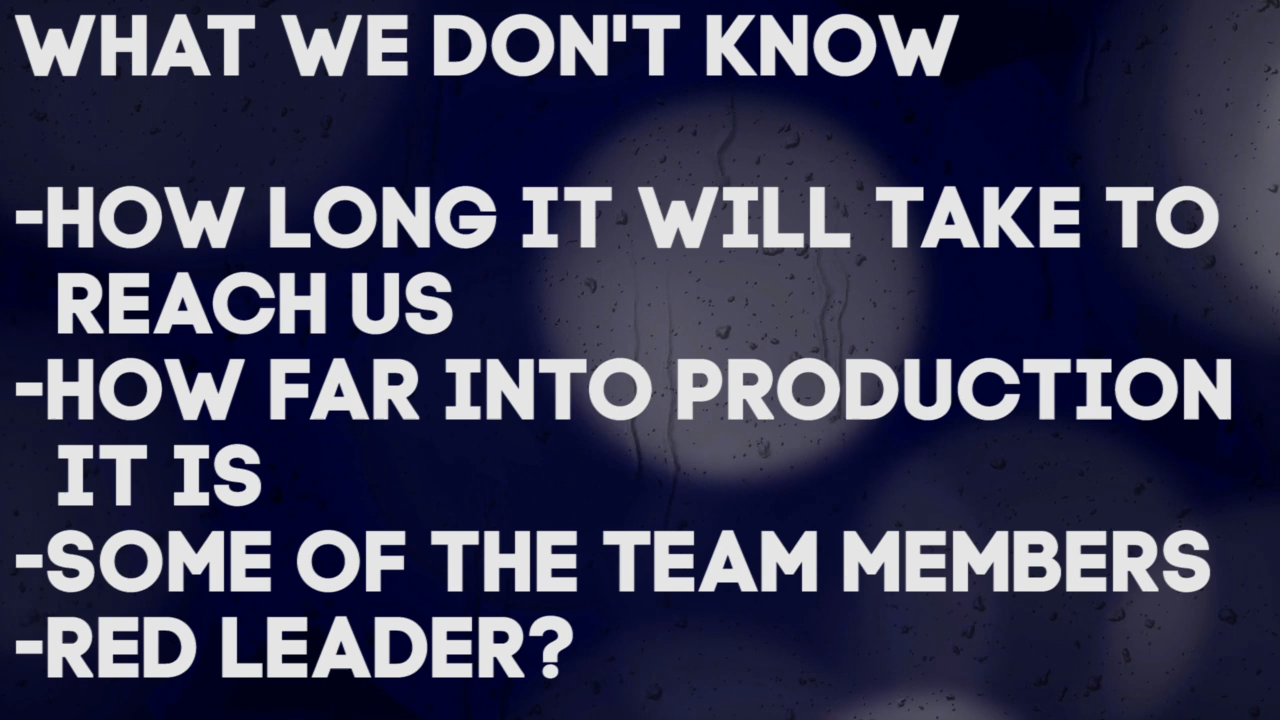 WHAT WE DON'T KNOW
-HOW LONG IT WILL TAKE TO
REACH US
-HOW FAR INTO PRODUCTION
IT IS
-SOME OF THE TEAM MEMBERS
-RED LEADER?